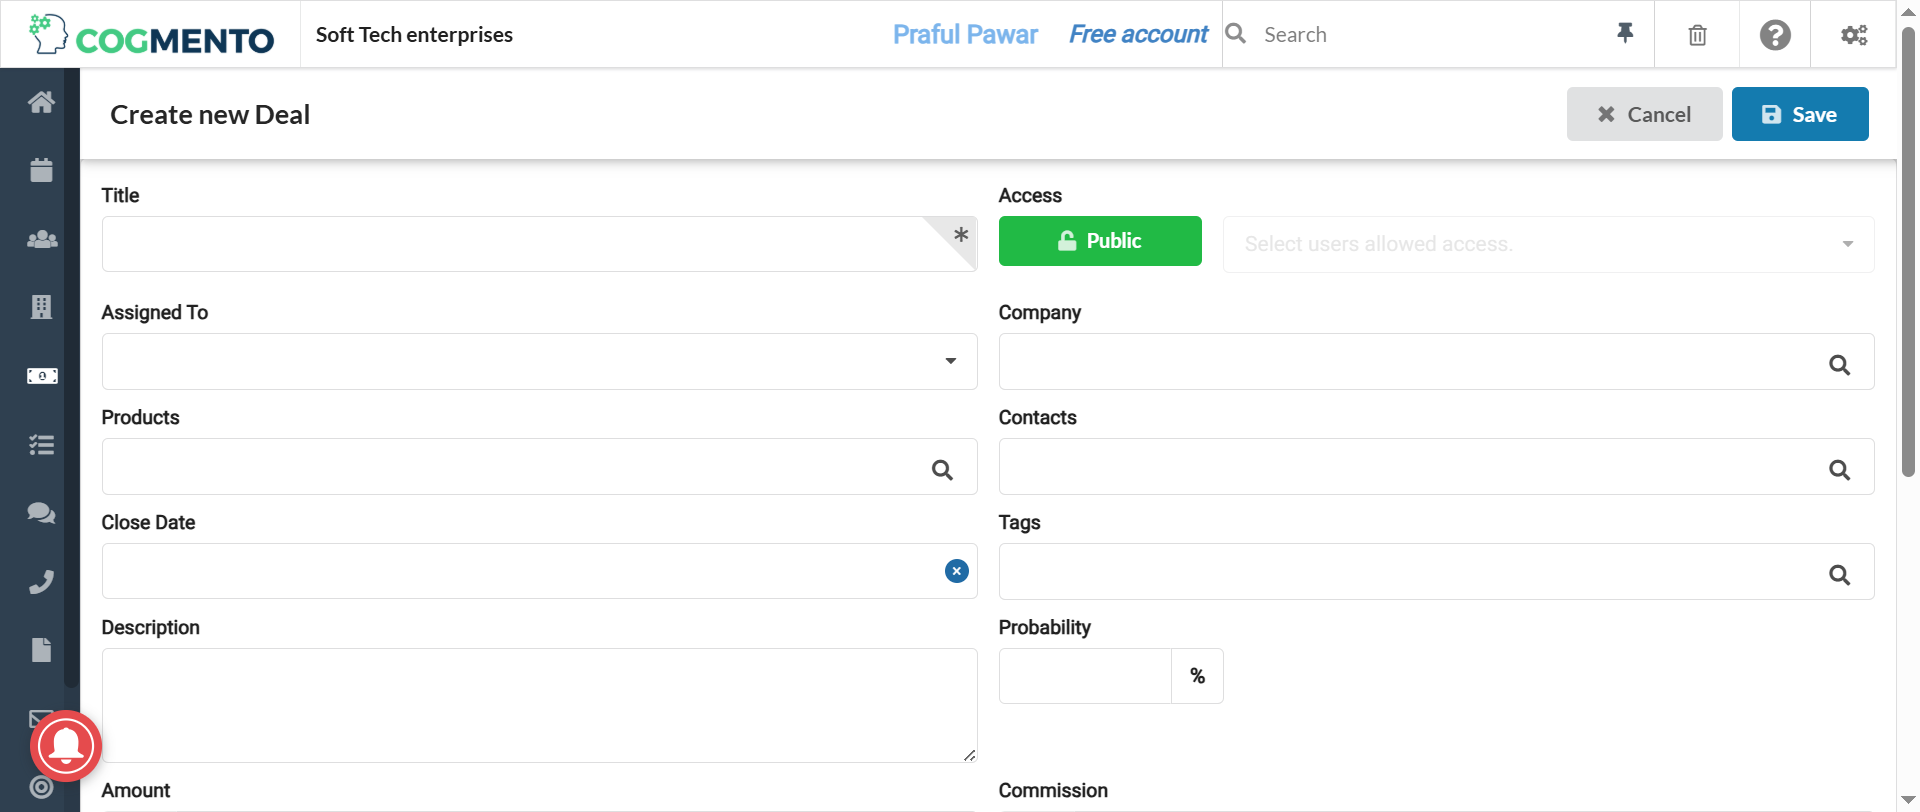 COGMENTO
Soft Tech enterprises
Praful Pawar
Free account
Search
Create new Deal
Cancel
Save
Title
*
Access
Public
Select users allowed access.
Assigned To
Company
Products
Contacts
Close Date
Tags
Description
Probability
%
Amount
Commission